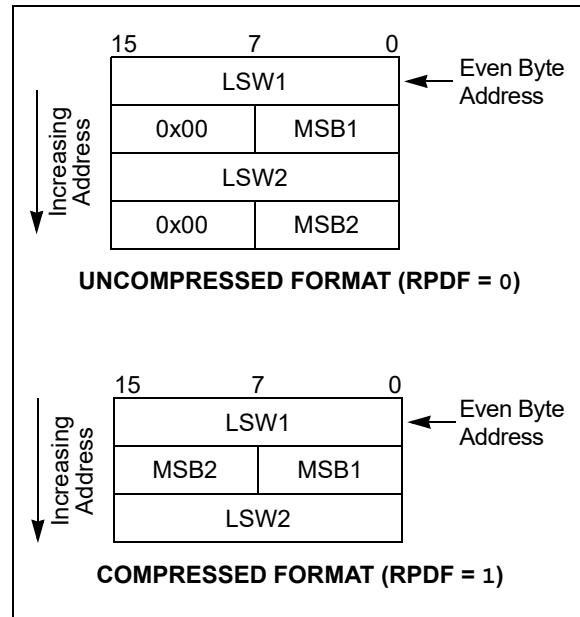 15 7 0
LSW1
Even Byte
Address
0x00 MSB1
LSW2
0x00 MSB2
Increasing
Address
UNCOMPRESSED FORMAT (RPDF = 0)
15 7 0
LSW1
Even Byte
Address
MSB2 MSB1
LSW2
Increasing
Address
COMPRESSED FORMAT (RPDF = 1)